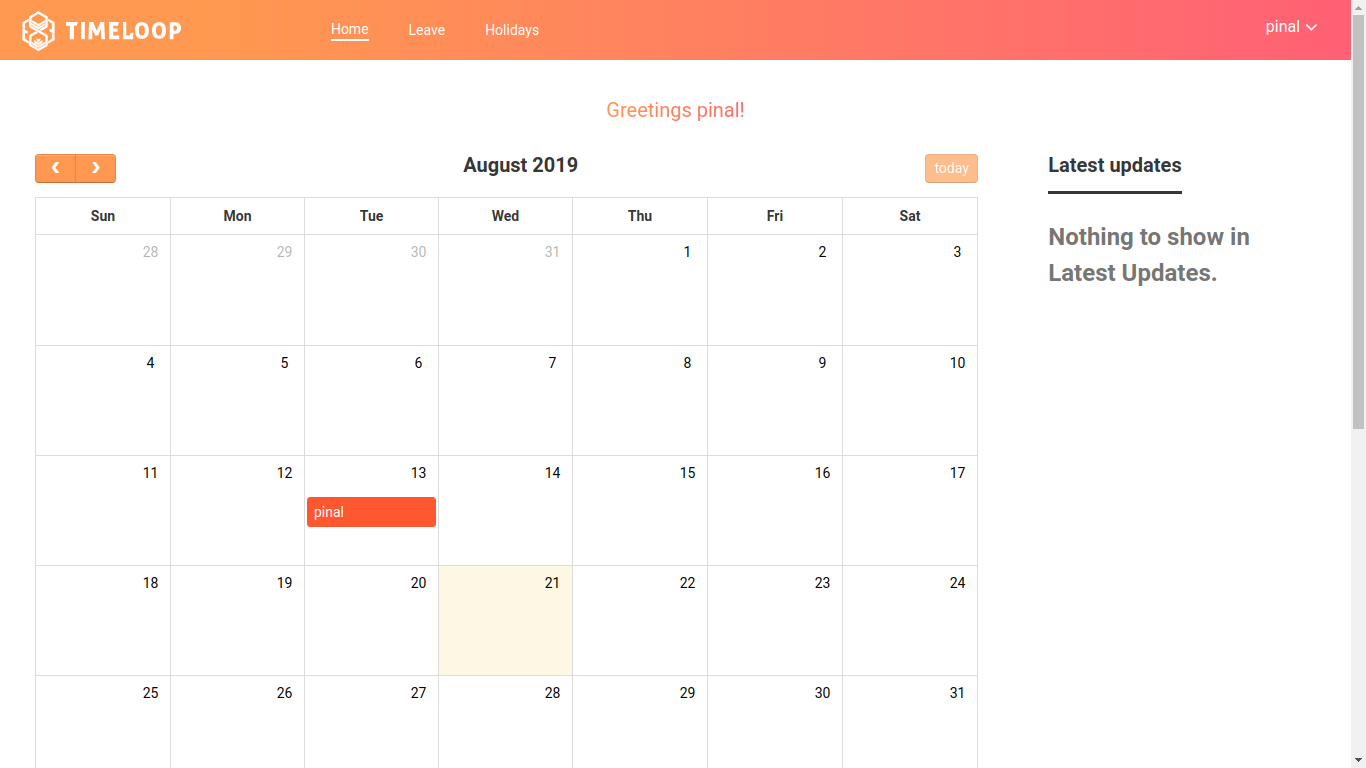 TIMELOOP
Home Leave Holidays
pinal
Greetings pinal!
August 2019
today
Sun Mon Tue Wed Thu Fri Sat
28 29 30 31 1 2 3
4 5 6 7 8 9 10
11 12 13 14 15 16 17
pinal
18 19 20 21 22 23 24
25 26 27 28 29 30 31
Latest updates
Nothing to show in
Latest Updates.